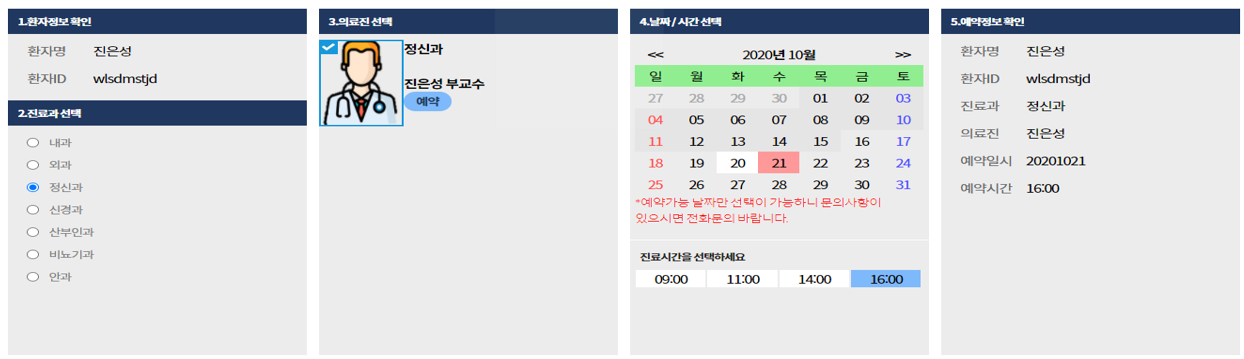 1.환자정보 확인
환자명 진은성
환자ID wlsdmstjd
2.진료과 선택
내과
외과
정신과
신경과
산부인과
비뇨기과
안과
3.의료진 선택
정신과
진은성 부교수
예약
4.날짜 / 시간 선택
<< 2020년 10월 >>
일 월 화 수 목 금 토
27 28 29 30 01 02 03
04 05 06 07 08 09 10
11 12 13 14 15 16 17
18 19 20 21 22 23 24
25 26 27 28 29 30 31
*예약가능 날짜만 선택이 가능하니 문의사항이
있으시면 전화문의 바랍니다.
진료시간을 선택하세요
09:00 11:00 14:00 16:00
5.예약정보 확인
환자명 진은성
환자ID wlsdmstjd
진료과 정신과
의료진 진은성
예약일시 20201021
예약시간 16:00